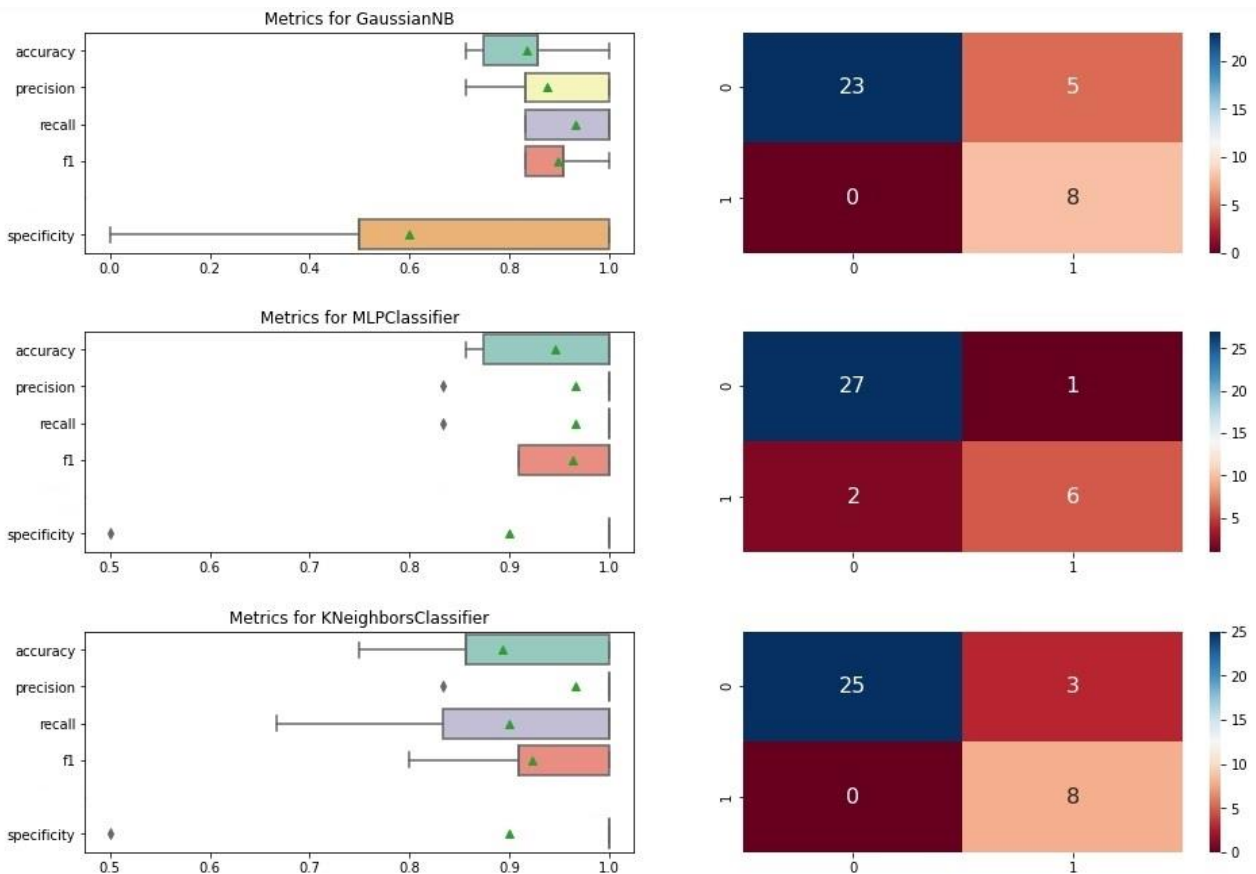 Metrics for GaussianNB
accuracy
precision
recall
f1
specificity
0.0 0.2 0.4 0.6 0.8 1.0
0
1
23 5
0 8
0 1
20
15
10
5
0
Metrics for MLPClassifier
accuracy
precision
recall
f1
specificity
0.5 0.6 0.7 0.8 0.9 1.0
0
1
27 1
2 6
0 1
25
20
15
10
5
Metrics for KNeighborsClassifier
accuracy
precision
recall
f1
specificity
0.5 0.6 0.7 0.8 0.9 1.0
0
1
25 3
0 8
0 1
25
20
15
10
5
0